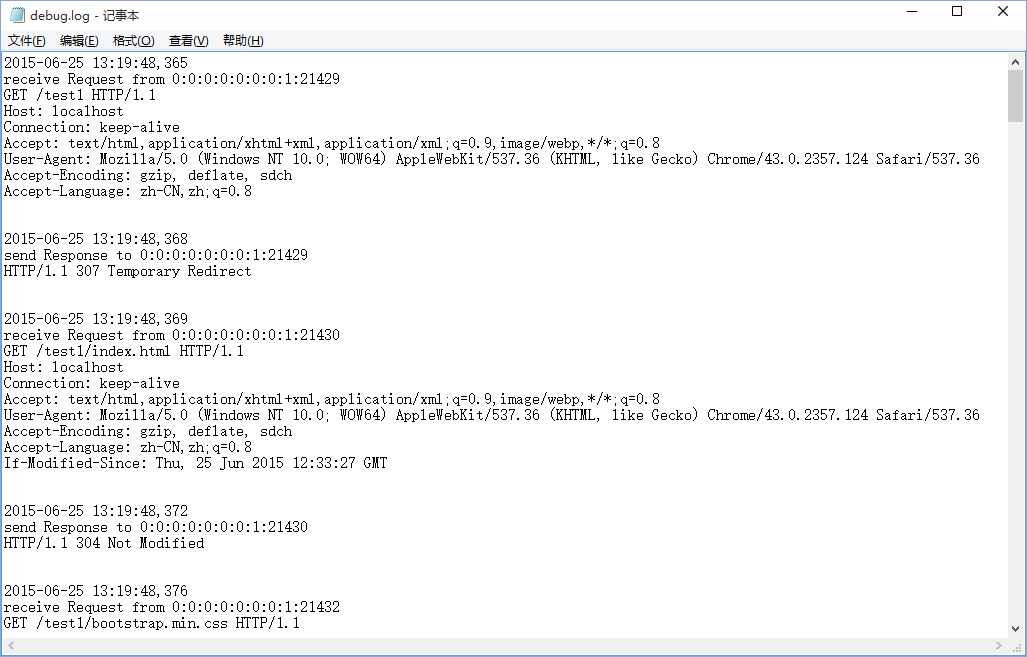 debug.log - 记事本
文件(F) 编辑(E) 格式(O) 查看(V) 帮助(H)
2015-06-25 13:19:48,365
receive Request from 0:0:0:0:0:0:0:1:21429
GET /test1 HTTP/1.1
Host: localhost
Connection: keep-alive
Accept: text/html,application/xhtml+xml,application/xml;q=0.9,image/webp,*/*;q=0.8
User-Agent: Mozilla/5.0 (Windows NT 10.0; WOW64) AppleWebKit/537.36 (KHTML, like Gecko) Chrome/43.0.2357.124 Safari/537.36
Accept-Encoding: gzip, deflate, sdch
Accept-Language: zh-CN,zh;q=0.8
2015-06-25 13:19:48,368
send Response to 0:0:0:0:0:0:0:1:21429
HTTP/1.1 307 Temporary Redirect
2015-06-25 13:19:48,369
receive Request from 0:0:0:0:0:0:0:1:21430
GET /test1/index.html HTTP/1.1
Host: localhost
Connection: keep-alive
Accept: text/html,application/xhtml+xml,application/xml;q=0.9,image/webp,*/*;q=0.8
User-Agent: Mozilla/5.0 (Windows NT 10.0; WOW64) AppleWebKit/537.36 (KHTML, like Gecko) Chrome/43.0.2357.124 Safari/537.36
Accept-Encoding: gzip, deflate, sdch
Accept-Language: zh-CN,zh;q=0.8
If-Modified-Since: Thu, 25 Jun 2015 12:33:27 GMT
2015-06-25 13:19:48,372
send Response to 0:0:0:0:0:0:0:1:21430
HTTP/1.1 304 Not Modified
2015-06-25 13:19:48,376
receive Request from 0:0:0:0:0:0:0:1:21432
GET /test1/bootstrap.min.css HTTP/1.1